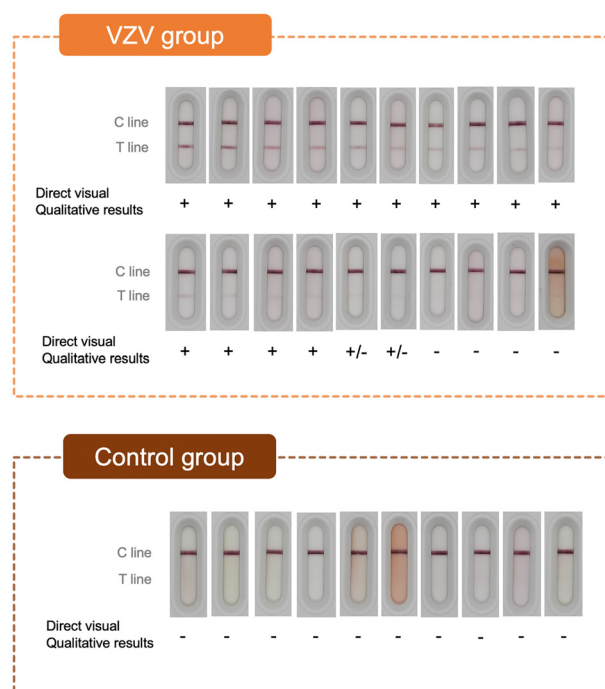 VZV group
C line
T line
Direct visual
Qualitative results
+ + + + + + + + + +
C line
T line
Direct visual
Qualitative results
+ + + + +/- +/- - - - -
Control group
C line
T line
Direct visual
Qualitative results
- - - - - - - - - -